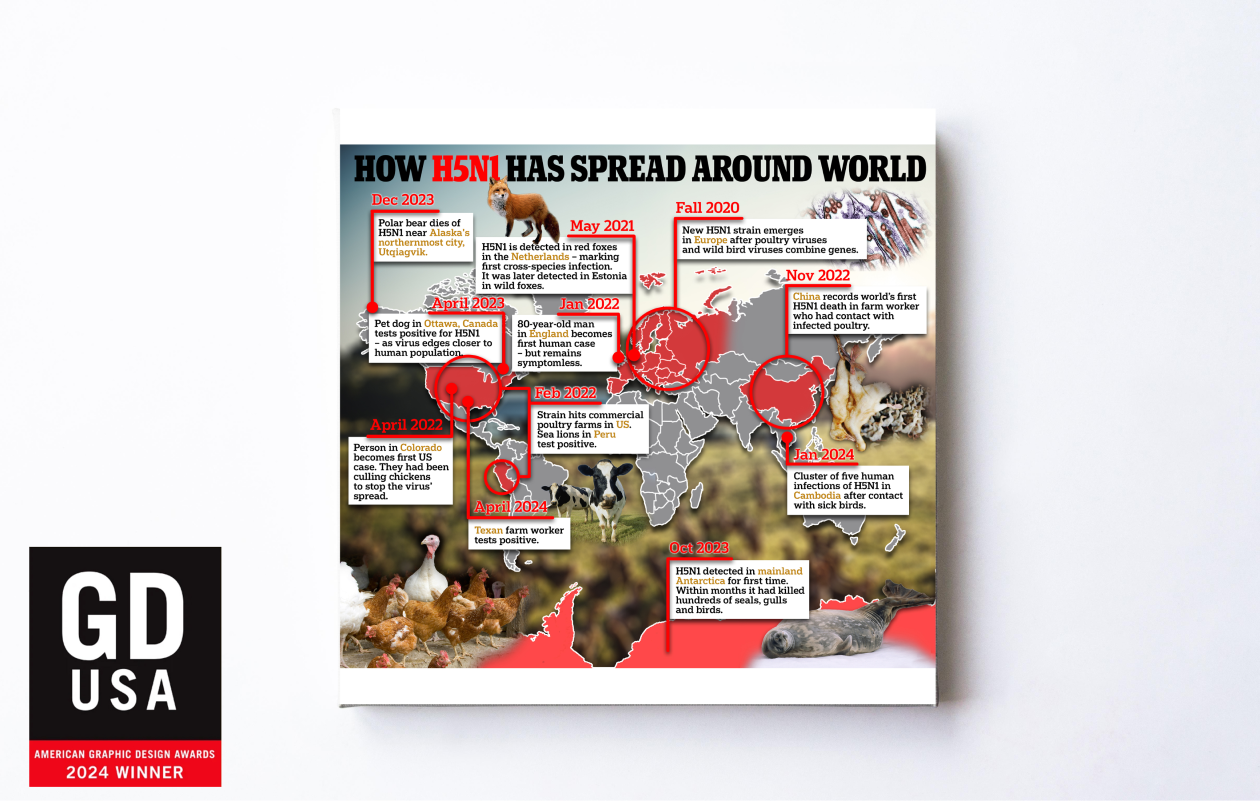 HOW H5N1 HAS SPREAD AROUND WORLD
Dec 2023
Polar bear dies of
H5N1 near Alaska's
northernmost city,
Utqiagvik.
May 2021
H5N1 is detected in red foxes
in the Netherlands – marking
first cross-species infection.
It was later detected in Estonia
in wild foxes.
Fall 2020
New H5N1 strain emerges
in Europe after poultry viruses
and wild bird viruses combine genes.
Nov 2022
China records world's first
H5N1 death in farm worker
who had contact with
infected poultry.
April 2023
Pet dog in Ottawa, Canada
tests positive for H5N1
– as virus edges closer to
human population.
Jan 2022
80-year-old man
in England becomes
first human case
– but remains
symptomless.
Feb 2022
Strain hits commercial
poultry farms in US.
Sea lions in Peru
test positive.
April 2022
Person in Colorado
becomes first US
case. They had been
culling chickens
to stop the virus'
spread.
Jan 2024
Cluster of five human
infections of H5N1 in
Cambodia after contact
with sick birds.
April 2024
Texan farm worker
tests positive.
Oct 2023
H5N1 detected in mainland
Antarctica for first time.
Within months it had killed
hundreds of seals, gulls
and birds.
GD
USA
AMERICAN GRAPHIC DESIGN AWARDS
2024 WINNER